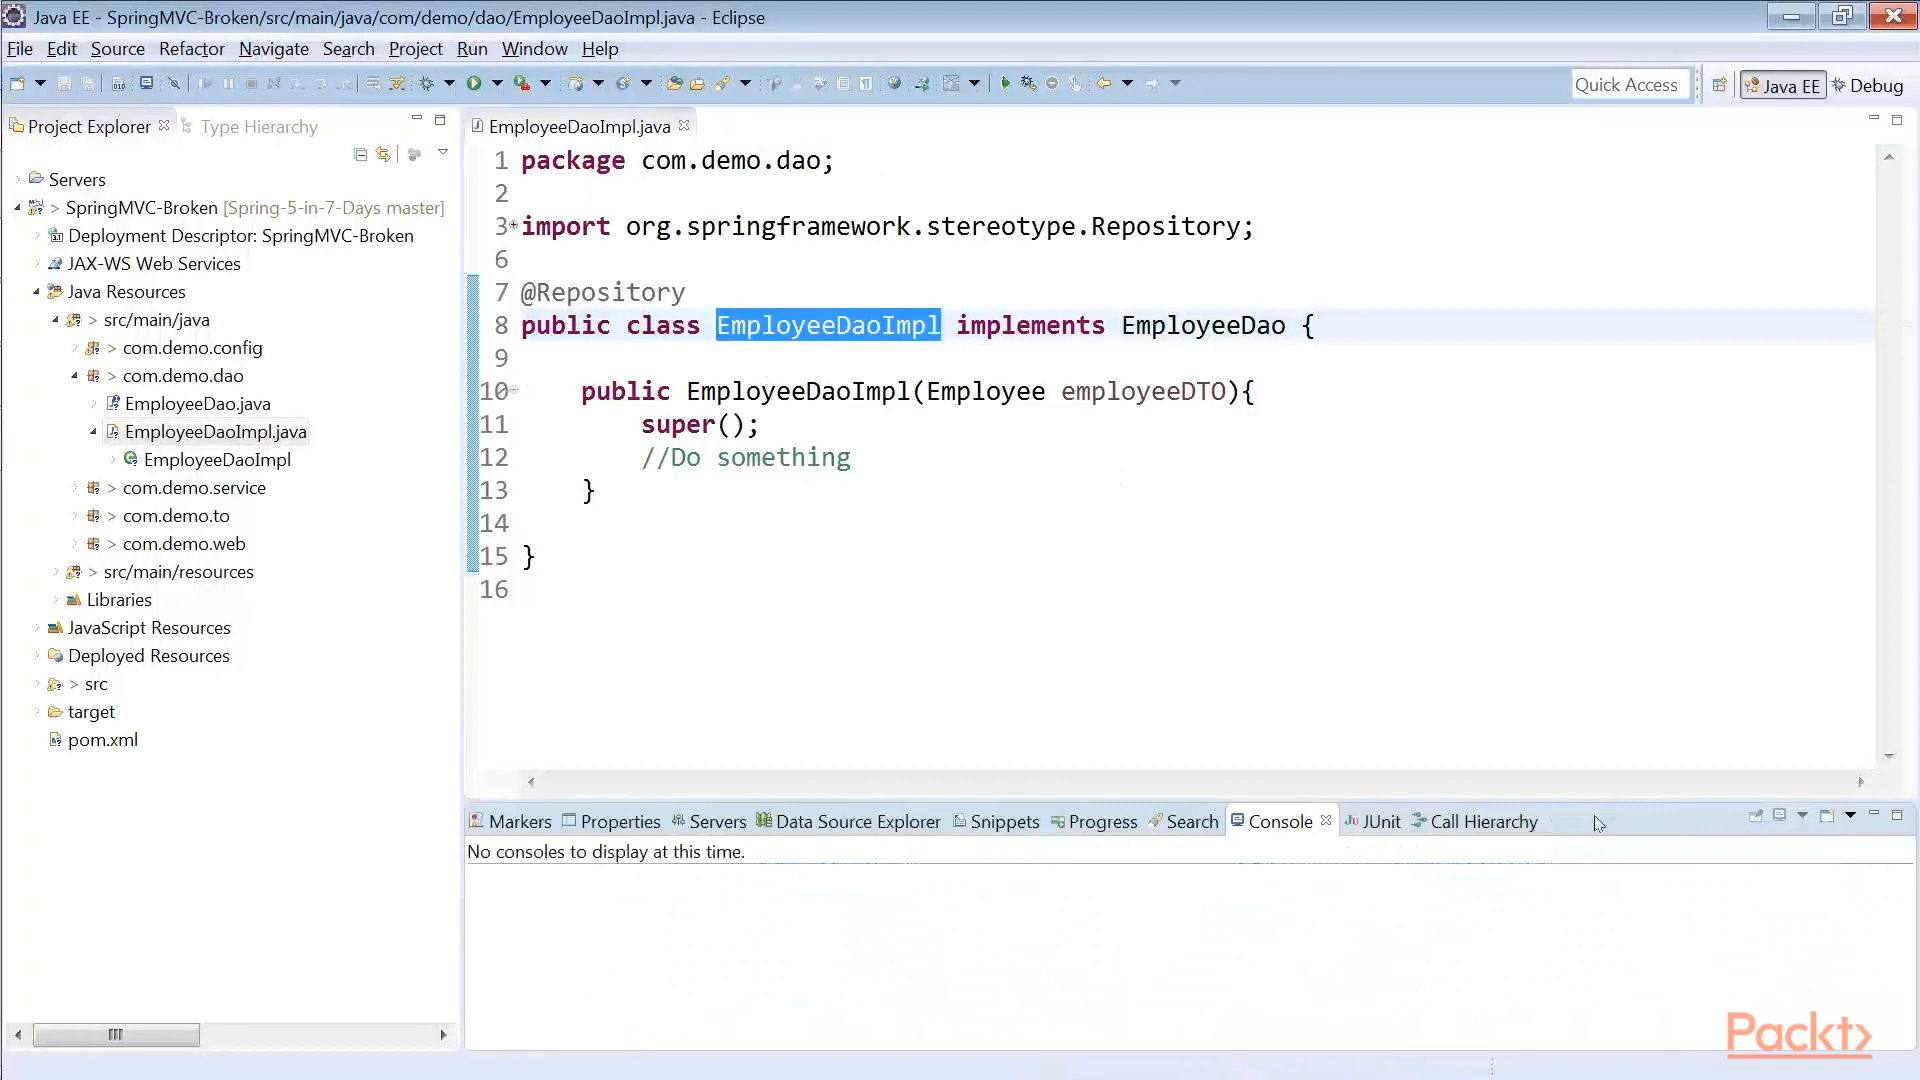 Java EE - SpringMVC-Broken/src/main/java/com/demo/dao/EmployeeDaoImpl.java - Eclipse
File Edit Source Refactor Navigate Search Project Run Window Help
Quick Access
Java EE
Debug
Project Explorer
Type Hierarchy
Servers
> SpringMVC-Broken [Spring-5-in-7-Days master]
Deployment Descriptor: SpringMVC-Broken
JAX-WS Web Services
Java Resources
> src/main/java
> com.demo.config
> com.demo.dao
EmployeeDao.java
EmployeeDaoImpl.java
EmployeeDaoImpl
> com.demo.service
> com.demo.to
> com.demo.web
> src/main/resources
Libraries
JavaScript Resources
Deployed Resources
> src
target
pom.xml
EmployeeDaoImpl.java
1 package com.demo.dao;
2
3 import org.springframework.stereotype.Repository;
6
7 @Repository
8 public class EmployeeDaoImpl implements EmployeeDao {
9
10 public EmployeeDaoImpl(Employee employeeDTO){
11 super();
12 //Do something
13 }
14
15 }
16
Markers Properties Servers Data Source Explorer Snippets Progress Search Console JUnit Call Hierarchy
No consoles to display at this time.
Packt>